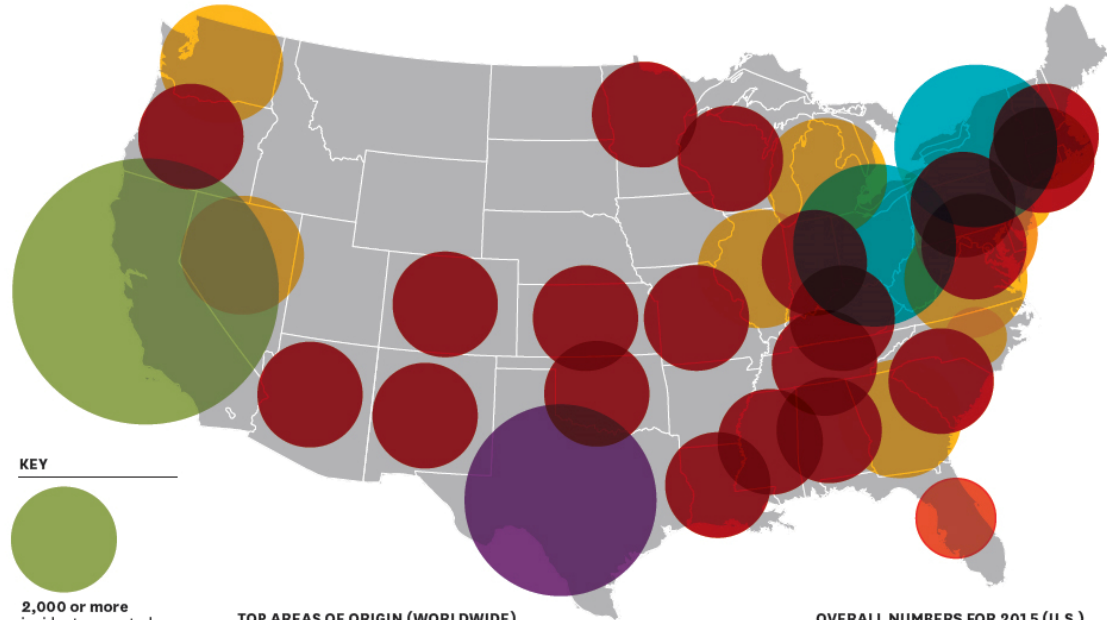 KEY
2,000 or more
TOP AREAS OF ORIGIN (WORLDWIDE)
OVERALL NUMBERS FOR 2015 (U.S.)